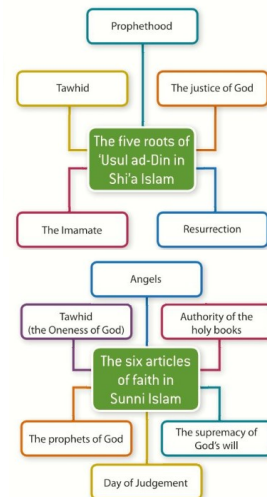 Prophethood
Tawhid
The justice of God
The five roots of
'Usul ad-Din in
Shi'a Islam
The Imamate
Resurrection
Angels
Tawhid
(the Oneness of God)
Authority of the
holy books
The six articles
of faith in
Sunni Islam
The prophets of God
The supremacy of
God's will
Day of Judgement